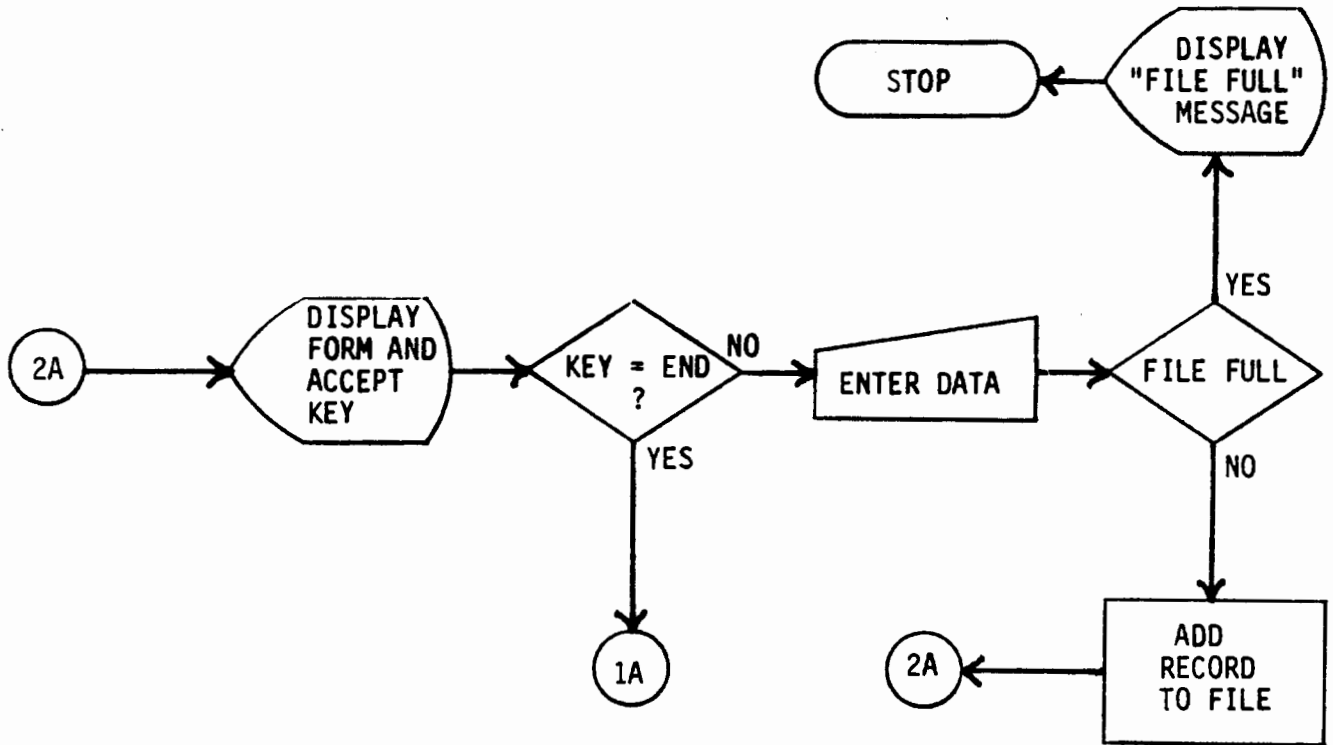 DISPLAY
"FILE FULL"
MESSAGE
STOP
YES
2A
DISPLAY
FORM AND
ACCEPT
KEY
KEY = END
?
NO
ENTER DATA
FILE FULL
YES
NO
1A
2A
ADD
RECORD
TO FILE